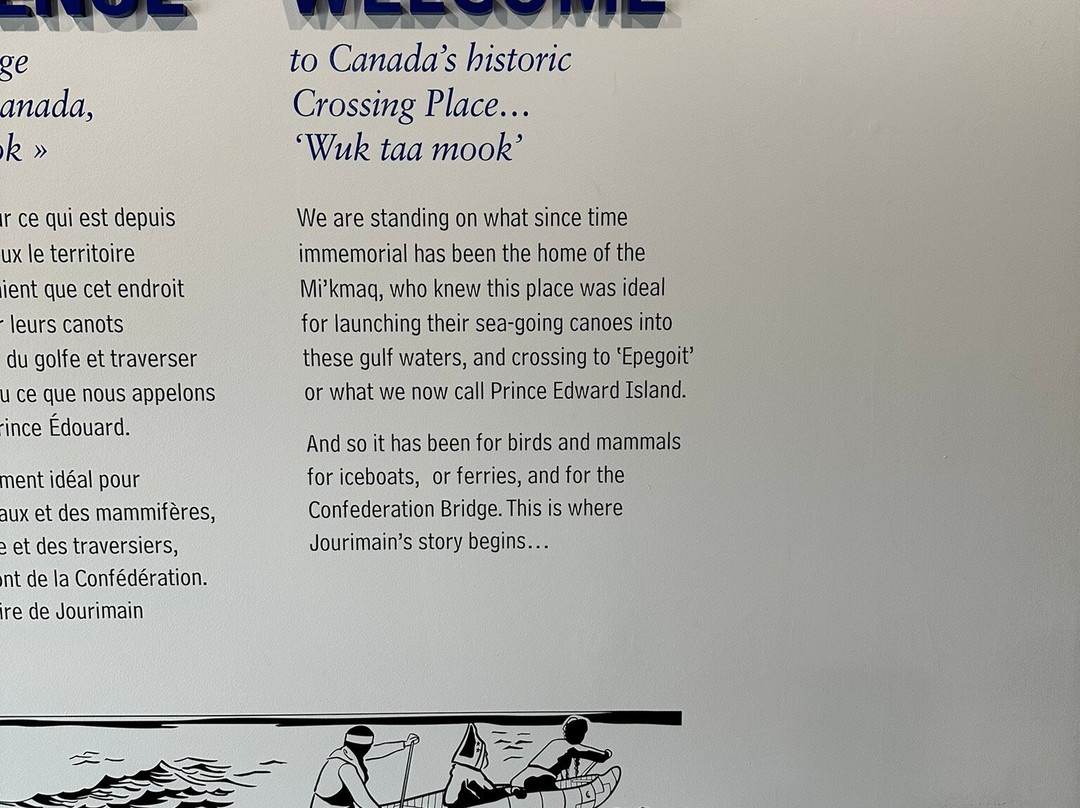 ge
anada,
ok »
ur ce qui est depuis
ux le territoire
aient que cet endroit
r leurs canots
du golfe et traverser
u ce que nous appelons
rince Édouard.
ment idéal pour
aux et des mammifères,
e et des traversiers,
ont de la Confédération.
ire de Jourimain
WELCOME
to Canada’s historic
Crossing Place…
‘Wuk taa mook’
We are standing on what since time
immemorial has been the home of the
Mi’kmaq, who knew this place was ideal
for launching their sea-going canoes into
these gulf waters, and crossing to ‘Epegoit’
or what we now call Prince Edward Island.
And so it has been for birds and mammals
for iceboats,  or ferries, and for the
Confederation Bridge. This is where
Jourimain’s story begins…